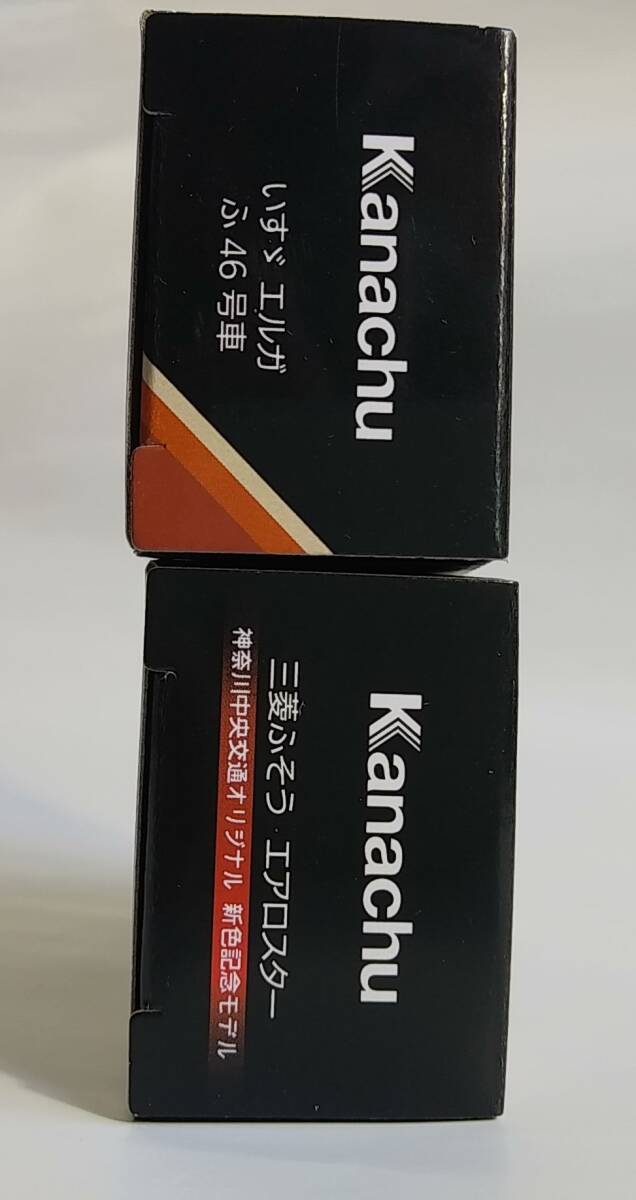 Kanachu
いすゞ エルガ
ふ 46 号車
Kanachu
三菱ふそう・エアロスター
神奈川中央交通オリジナル 新色記念モデル